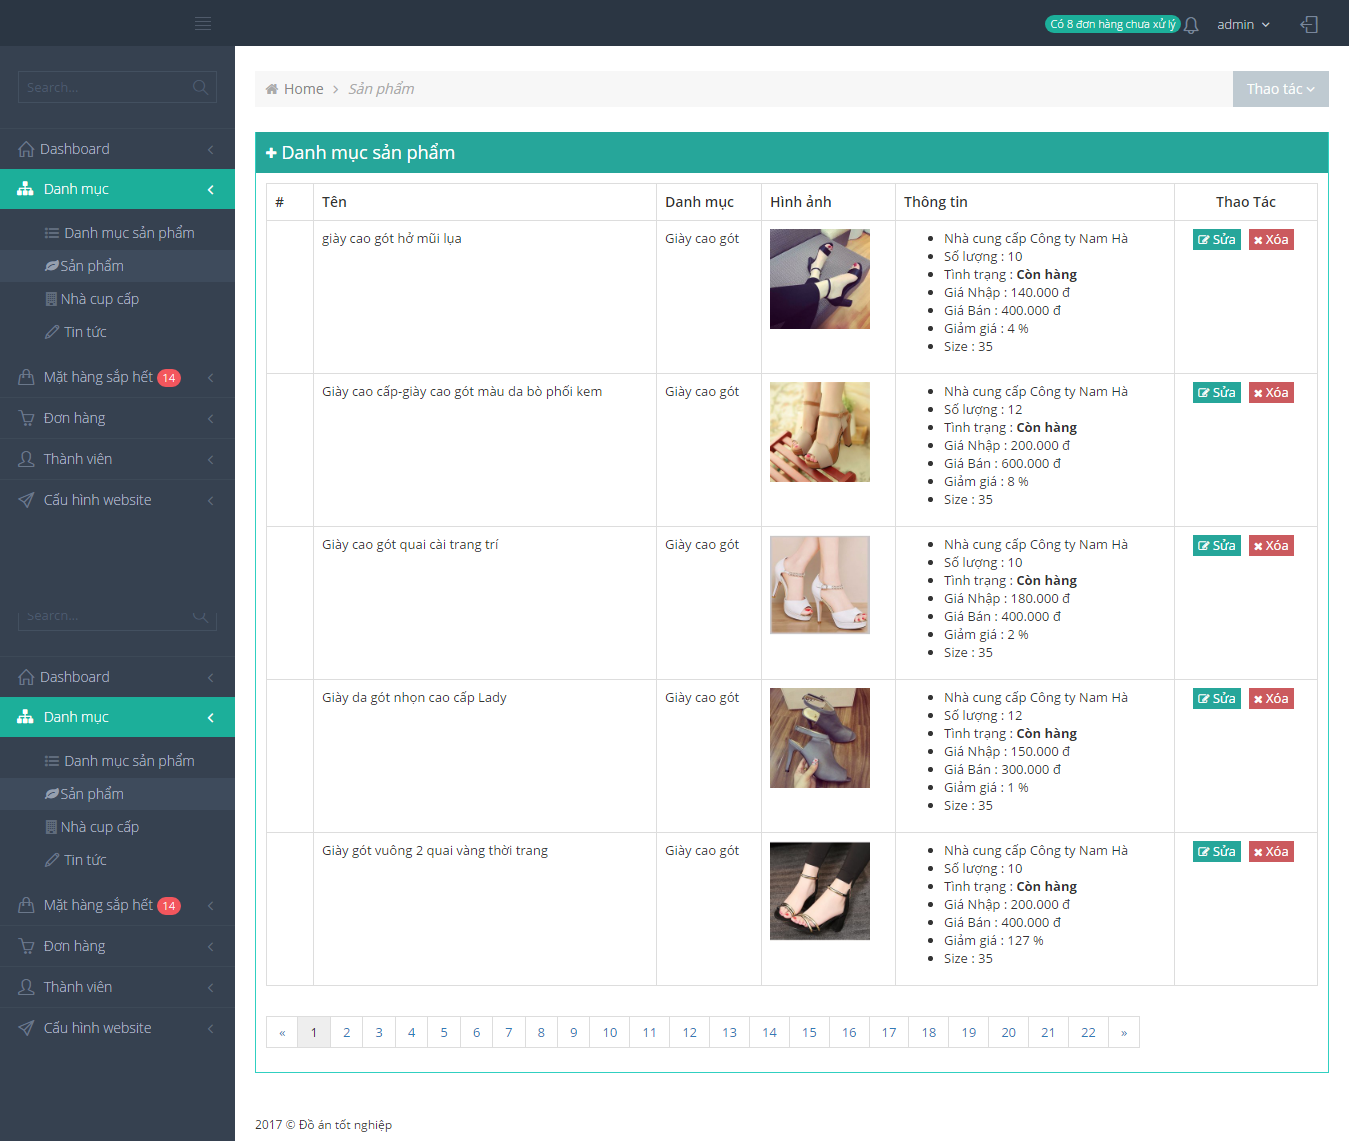 Có 8 đơn hàng chưa xử lý
admin
Search...
Dashboard
Danh mục
Danh mục sản phẩm
Sản phẩm
Nhà cup cấp
Tin tức
Mặt hàng sắp hết 14
Đơn hàng
Thành viên
Cấu hình website
Search...
Dashboard
Danh mục
Danh mục sản phẩm
Sản phẩm
Nhà cup cấp
Tin tức
Mặt hàng sắp hết 14
Đơn hàng
Thành viên
Cấu hình website
Home > Sản phẩm
Thao tác
Danh mục sản phẩm
# Tên Danh mục Hình ảnh Thông tin Thao Tác
giày cao gót hở mũi lụa Giày cao gót
Nhà cung cấp Công ty Nam Hà
Số lượng : 10
Tình trạng : Còn hàng
Giá Nhập : 140.000 đ
Giá Bán : 400.000 đ
Giảm giá : 4 %
Size : 35
Sửa Xóa
Giày cao cấp-giày cao gót màu da bò phối kem Giày cao gót
Nhà cung cấp Công ty Nam Hà
Số lượng : 12
Tình trạng : Còn hàng
Giá Nhập : 200.000 đ
Giá Bán : 600.000 đ
Giảm giá : 8 %
Size : 35
Sửa Xóa
Giày cao gót quai cài trang trí Giày cao gót
Nhà cung cấp Công ty Nam Hà
Số lượng : 10
Tình trạng : Còn hàng
Giá Nhập : 180.000 đ
Giá Bán : 400.000 đ
Giảm giá : 2 %
Size : 35
Sửa Xóa
Giày da gót nhọn cao cấp Lady Giày cao gót
Nhà cung cấp Công ty Nam Hà
Số lượng : 12
Tình trạng : Còn hàng
Giá Nhập : 150.000 đ
Giá Bán : 300.000 đ
Giảm giá : 1 %
Size : 35
Sửa Xóa
Giày gót vuông 2 quai vàng thời trang Giày cao gót
Nhà cung cấp Công ty Nam Hà
Số lượng : 10
Tình trạng : Còn hàng
Giá Nhập : 200.000 đ
Giá Bán : 400.000 đ
Giảm giá : 127 %
Size : 35
Sửa Xóa
« 1 2 3 4 5 6 7 8 9 10 11 12 13 14 15 16 17 18 19 20 21 22 »
2017 © Đồ án tốt nghiệp